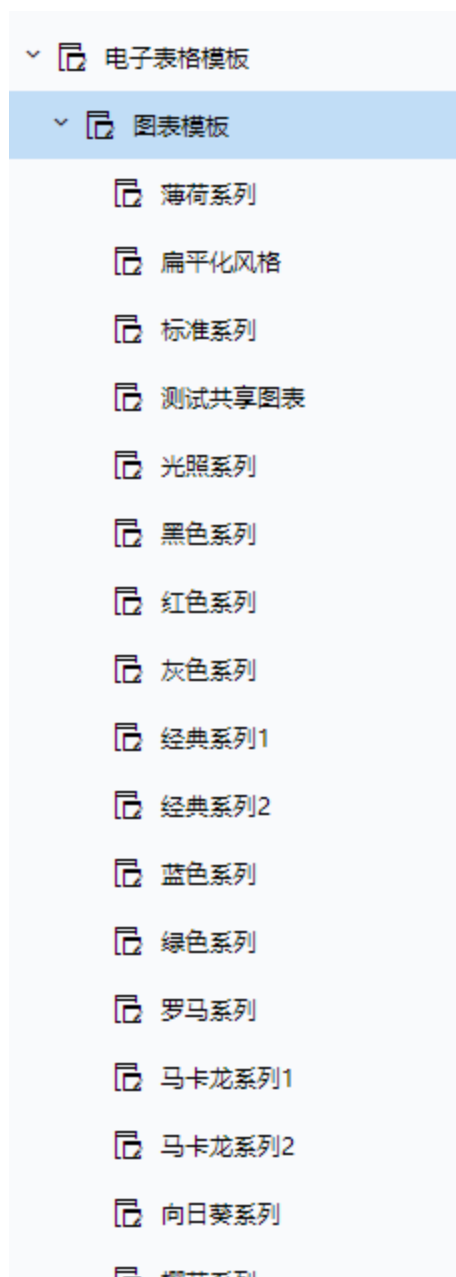 电子表格模板
图表模板
薄荷系列
扁平化风格
标准系列
测试共享图表
光照系列
黑色系列
红色系列
灰色系列
经典系列1
经典系列2
蓝色系列
绿色系列
罗马系列
马卡龙系列1
马卡龙系列2
向日葵系列